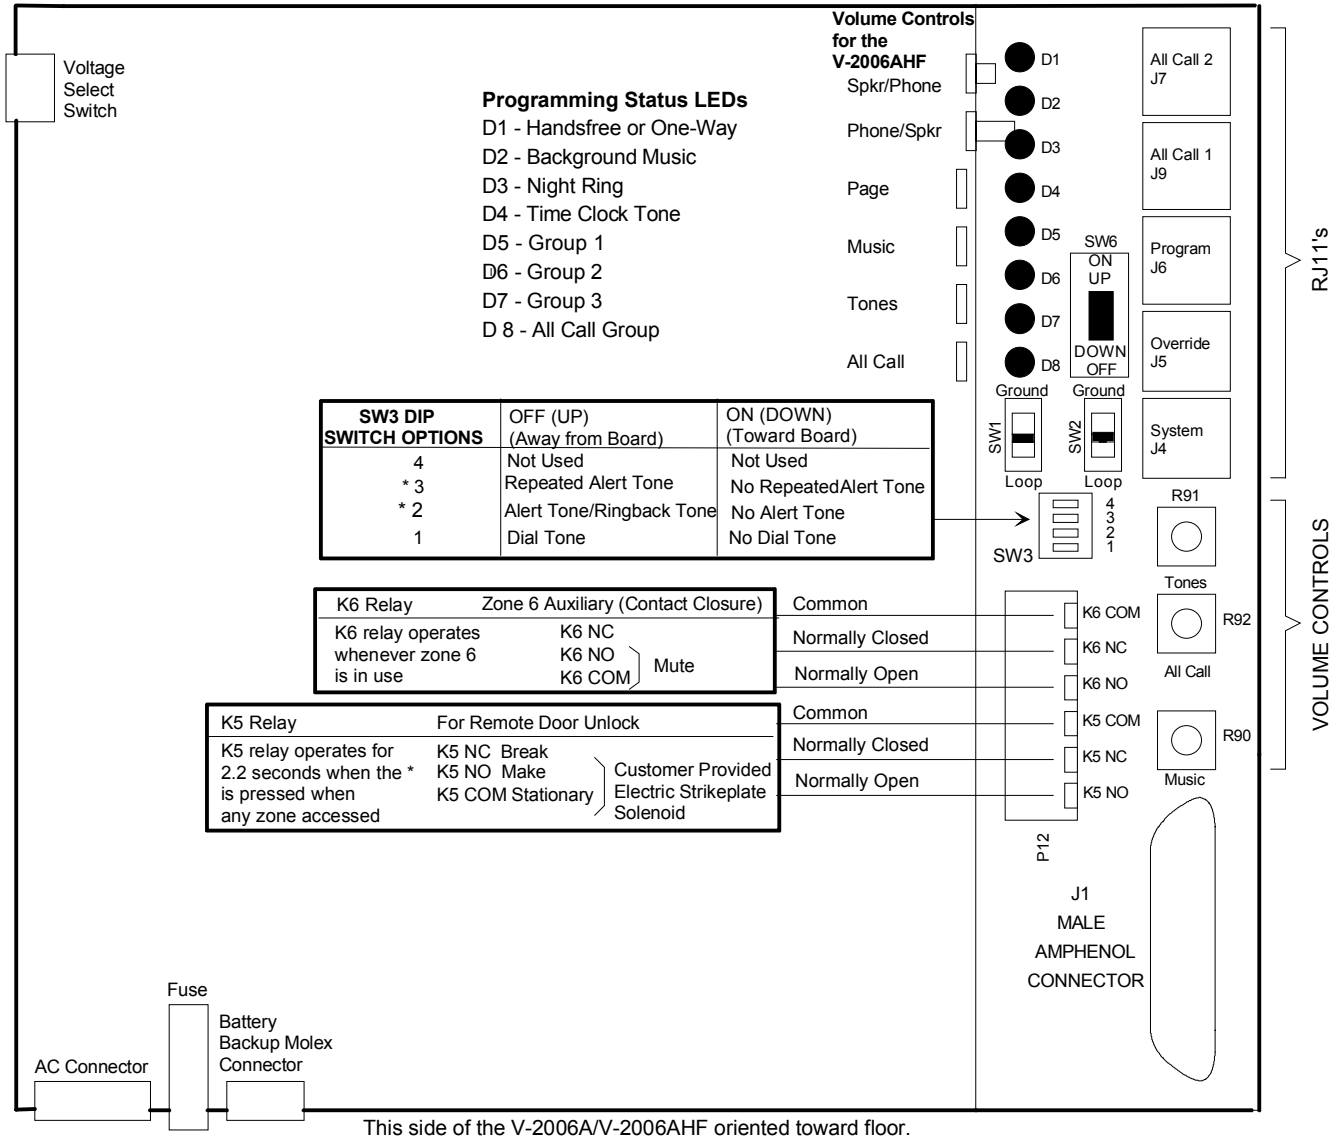 Voltage
Select
Switch
Programming Status LEDs
D1 - Handsfree or One-Way
D2 - Background Music
D3 - Night Ring
D4 - Time Clock Tone
D5 - Group 1
D6 - Group 2
D7 - Group 3
D 8 - All Call Group
Volume Controls
for the
V-2006AHF
Spkr/Phone
Phone/Spkr
Page
Music
Tones
All Call
D1
D2
D3
D4
D5
D6
D7
D8
SW6
ON
UP
DOWN
OFF
All Call 2
J7
All Call 1
J9
Program
J6
Override
J5
System
J4
RJ11's
Ground
SW1
Loop
Ground
SW2
Loop
SW3 DIP OFF (UP) ON (DOWN)
SWITCH OPTIONS (Away from Board) (Toward Board)
4 Not Used Not Used
* 3 Repeated Alert Tone No RepeatedAlert Tone
* 2 Alert Tone/Ringback Tone No Alert Tone
1 Dial Tone No Dial Tone
SW3
4
3
2
1
R91
Tones
R92
All Call
R90
Music
VOLUME CONTROLS
K6 Relay Zone 6 Auxiliary (Contact Closure)
K6 relay operates K6 NC
whenever zone 6 K6 NO
is in use K6 COM
Mute
Common
Normally Closed
Normally Open
K6 COM
K6 NC
K6 NO
K5 Relay For Remote Door Unlock
K5 relay operates for K5 NC Break
2.2 seconds when the * K5 NO Make
is pressed when K5 COM Stationary
any zone accessed
Customer Provided
Electric Strikeplate
Solenoid
Common
Normally Closed
Normally Open
K5 COM
K5 NC
K5 NO
P12
J1
MALE
AMPHENOL
CONNECTOR
Fuse
Battery
Backup Molex
Connector
AC Connector
This side of the V-2006A/V-2006AHF oriented toward floor.